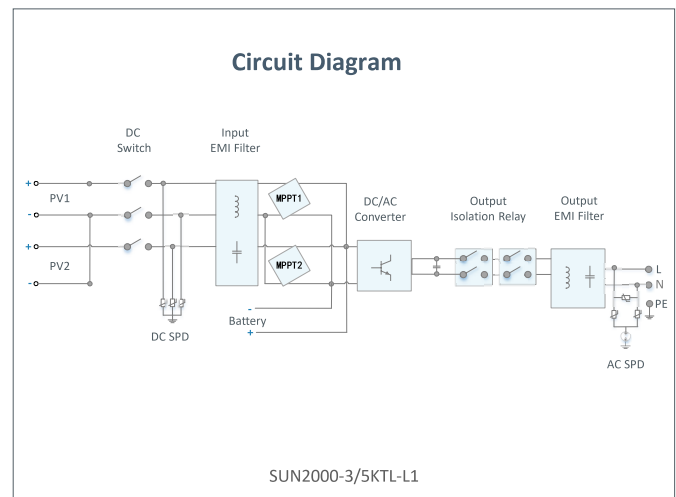 Circuit Diagram
DC
Switch
Input
EMI Filter
DC/AC
Converter
Output
Isolation Relay
Output
EMI Filter
+
PV1
-
+
PV2
-
MPPT1
MPPT2
DC SPD
-
Battery
+
L
N
PE
AC SPD
SUN2000-3/5KTL-L1